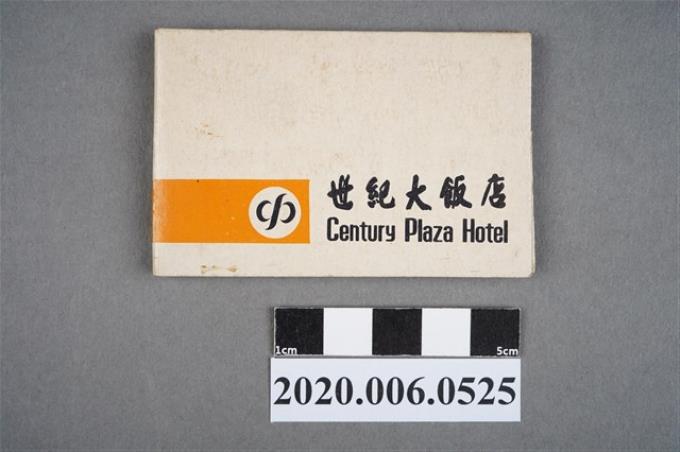 世紀大飯店
Century Plaza Hotel
1cm 5cm
2020.006.0525